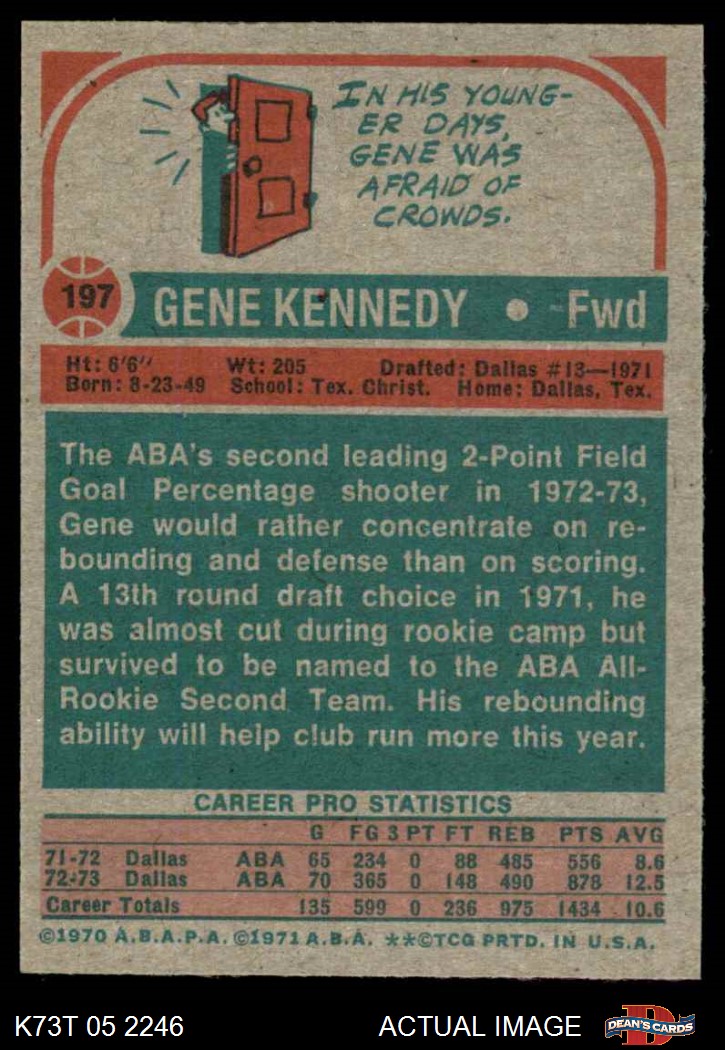 IN HIS YOUNG-
ER DAYS,
GENE WAS
AFRAID OF
CROWDS.
197 GENE KENNEDY • Fwd
Ht: 6'6" Wt: 205 Drafted: Dallas #13—1971
Born: 8-23-49 School: Tex. Christ. Home: Dallas, Tex.
The ABA's second leading 2-Point Field
Goal Percentage shooter in 1972-73,
Gene would rather concentrate on re-
bounding and defense than on scoring.
A 13th round draft choice in 1971, he
was almost cut during rookie camp but
survived to be named to the ABA All-
Rookie Second Team. His rebounding
ability will help club run more this year.
CAREER PRO STATISTICS
G FG 3 PT FT REB PTS AVG
71-72 Dallas ABA 65 234 0 88 485 556 8.6
72-73 Dallas ABA 70 365 0 148 490 878 12.5
Career Totals 135 599 0 236 975 1434 10.6
©1970 A.B.A.P.A. ©1971 A.B.A. **©TCG PRTD. IN U.S.A.
K73T 05 2246 ACTUAL IMAGE D DEAN'S CARDS